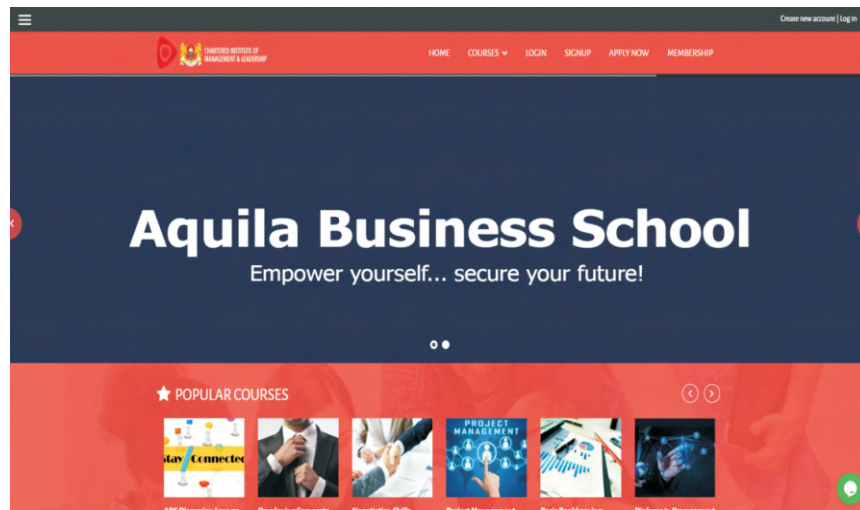 Create new account | Log in
CHARTERED INSTITUTE OF
MANAGEMENT & LEADERSHIP
HOME COURSES LOGIN SIGNUP APPLY NOW MEMBERSHIP
Aquila Business School
Empower yourself... secure your future!
POPULAR COURSES
Stay Connected
PROJECT
MANAGEMENT